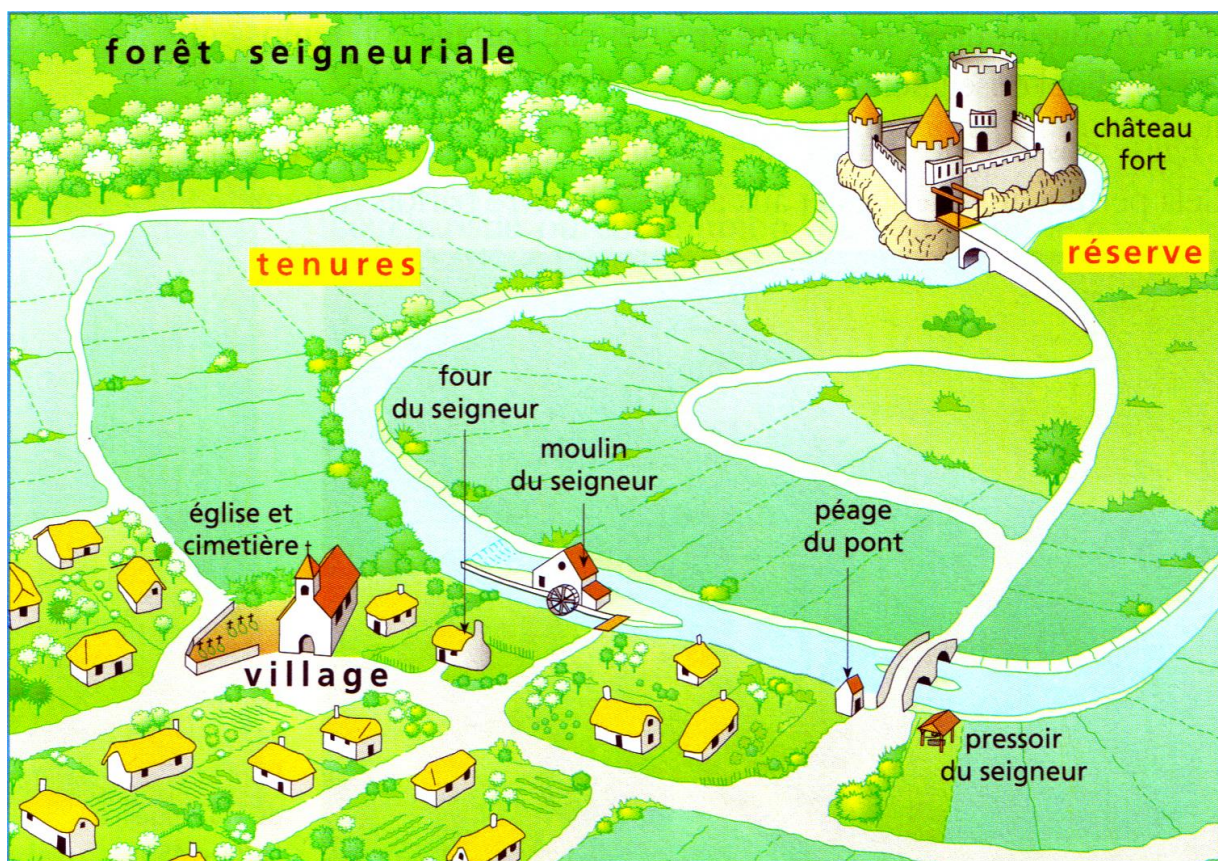 forêt seigneuriale
château
fort
tenures
réserve
four
du seigneur
moulin
du seigneur
péage
du pont
église et
cimetière
village
pressoir
du seigneur